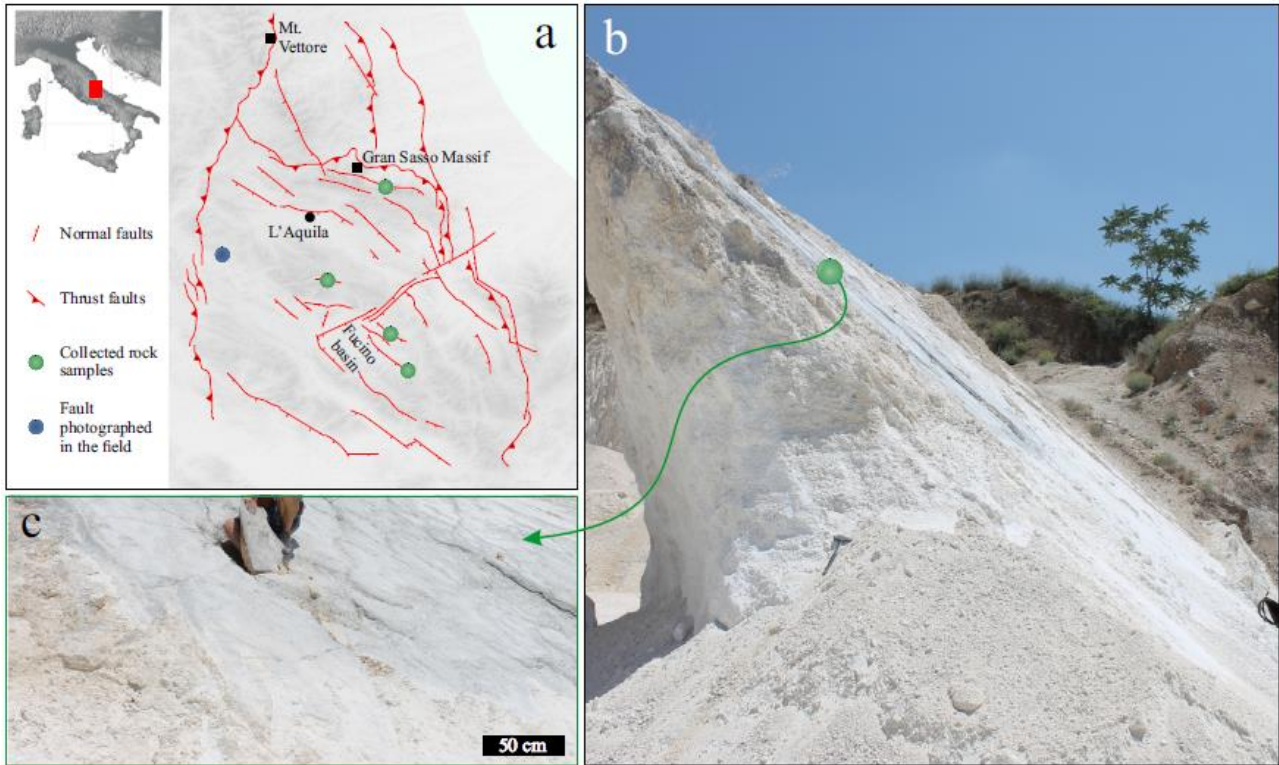 a
Mt.
Vettore
Gran Sasso Massif
L'Aquila
Fucino
basin
Normal faults
Thrust faults
Collected rock
samples
Fault
photographed
in the field
b
c
50 cm